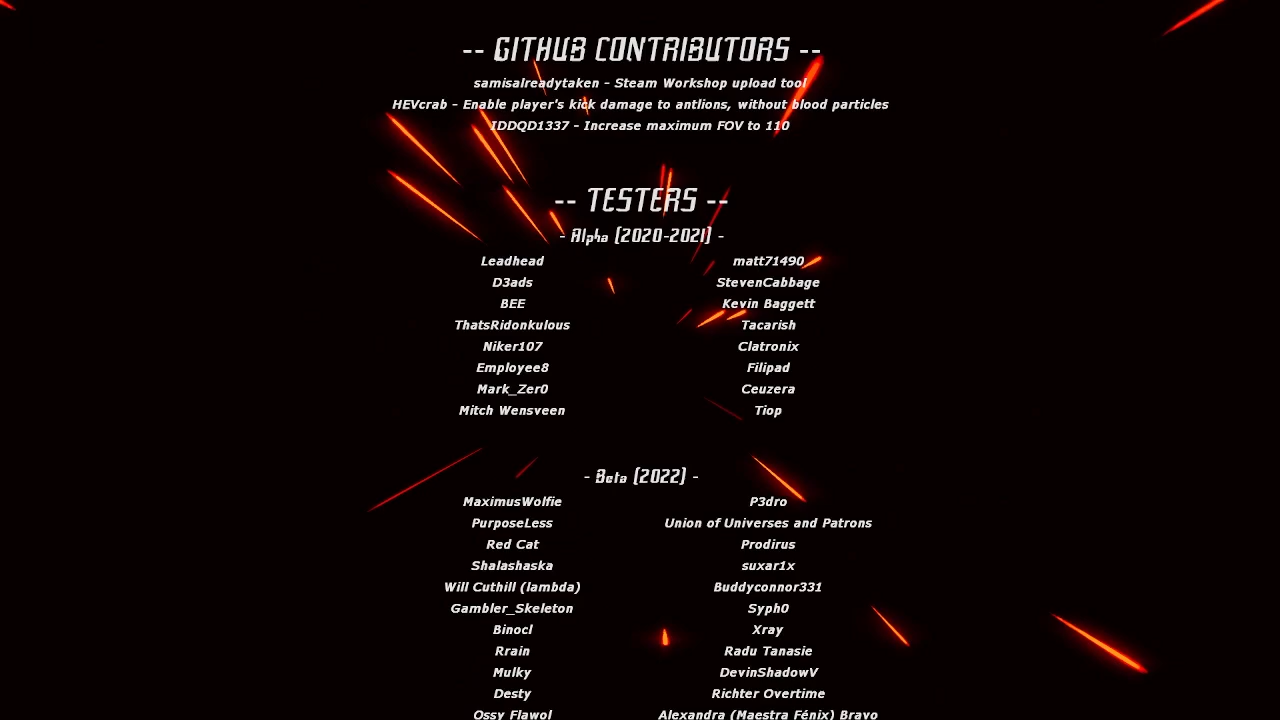 -- GITHUB CONTRIBUTORS --
samisalreadytaken - Steam Workshop upload tool
HEVcrab - Enable player's kick damage to antlions, without blood particles
IDDQD1337 - Increase maximum FOV to 110
-- TESTERS --
- Alpha (2020-2021) -
Leadhead matt71490
D3ads StevenCabbage
BEE Kevin Baggett
ThatsRidonkulous Tacarish
Niker107 Clatronix
Employee8 Filipad
Mark_Zer0 Ceuzera
Mitch Wensveen Tiop
- Beta (2022) -
MaximusWolfie P3dro
PurposeLess Union of Universes and Patrons
Red Cat Prodirus
Shalashaska suxar1x
Will Cuthill (lambda) Buddyconnor331
Gambler_Skeleton Syph0
Binocl Xray
Rrain Radu Tanasie
Mulky DevinShadowV
Desty Richter Overtime
Ossy Flawol Alexandra (Maestra Fénix) Bravo